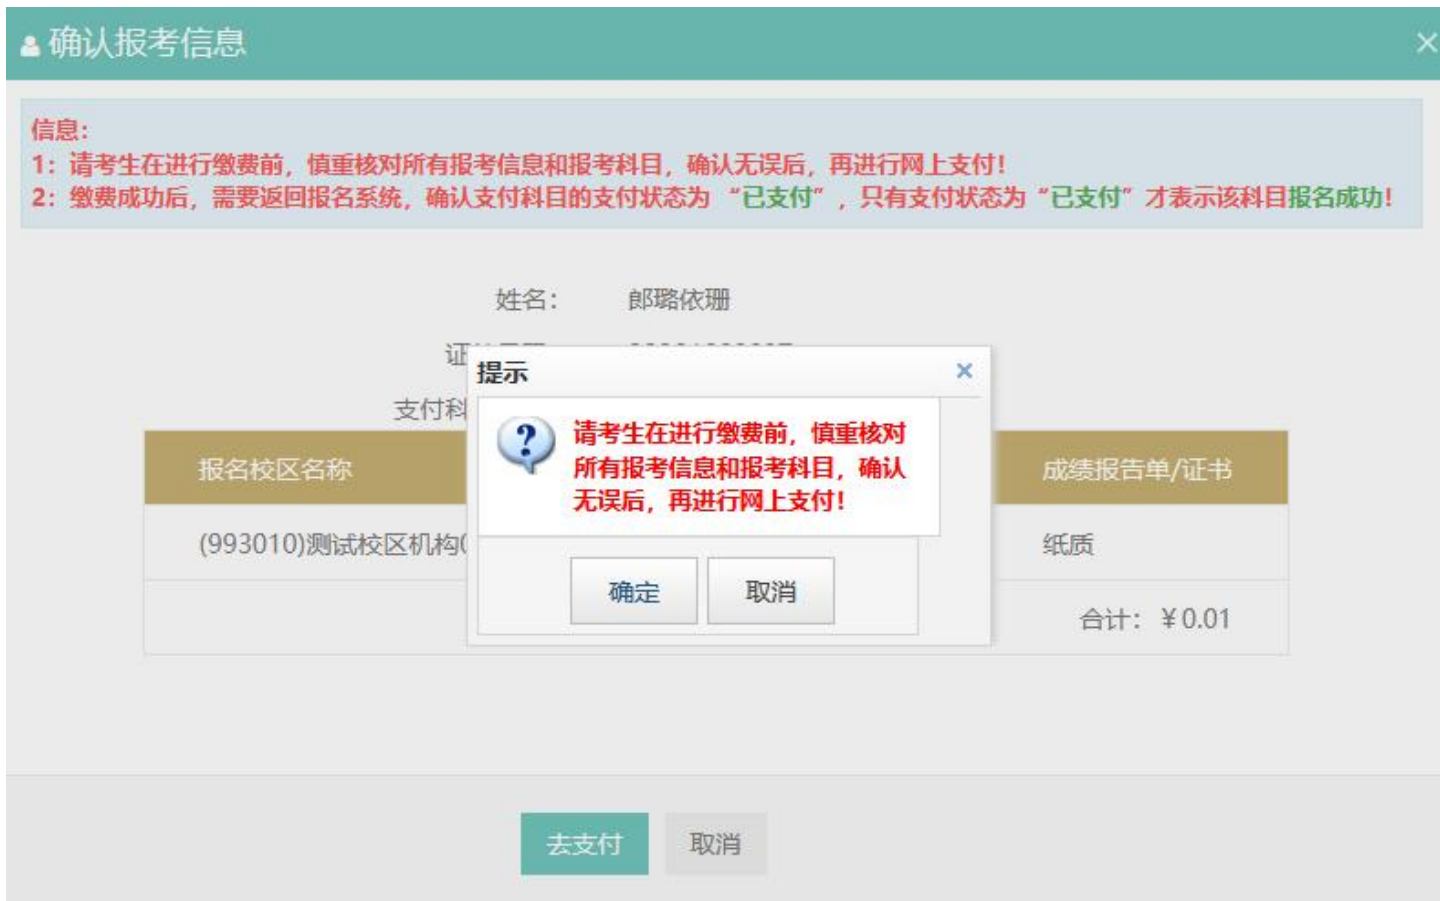 确认报考信息
信息：
1：请考生在进行缴费前，慎重核对所有报考信息和报考科目，确认无误后，再进行网上支付！
2：缴费成功后，需要返回报名系统，确认支付科目的支付状态为 “已支付” ，只有支付状态为 “已支付” 才表示该科目报名成功！
姓名： 郎璐依珊
证
提示
支付科
请考生在进行缴费前，慎重核对
所有报考信息和报考科目，确认
无误后，再进行网上支付！
报名校区名称 成绩报告单/证书
(993010)测试校区机构 纸质
确定 取消
合计：￥0.01
去支付 取消